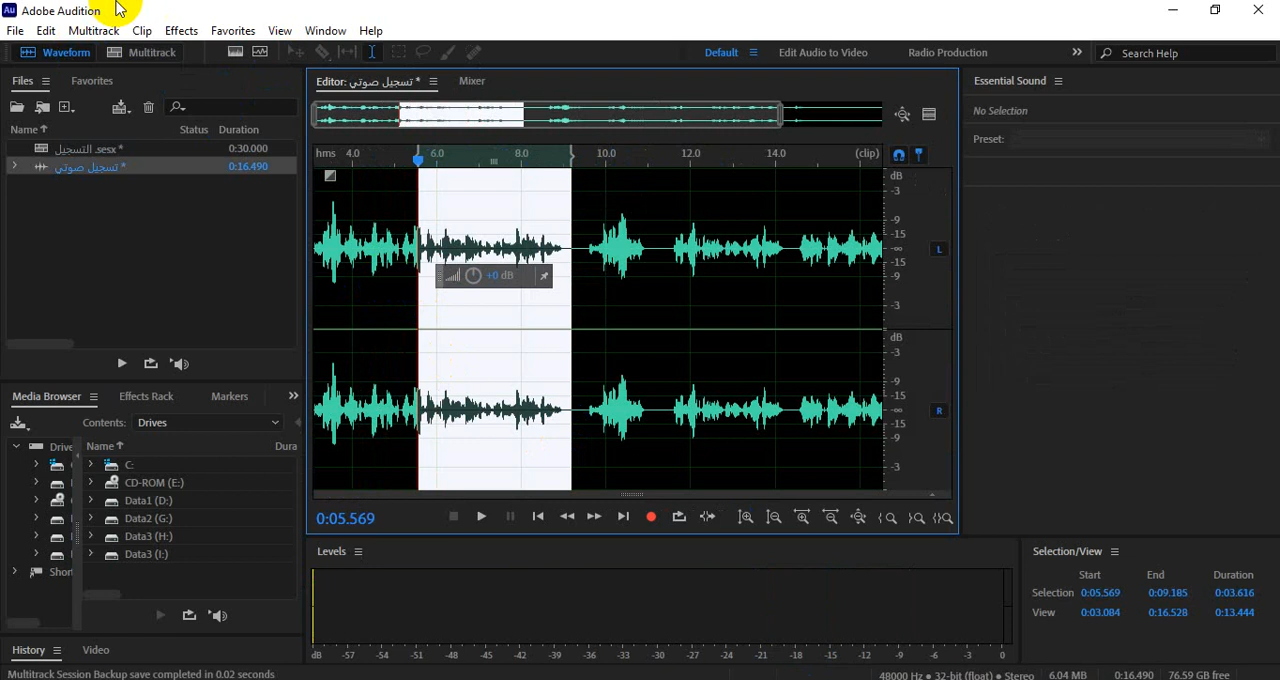 Au Adobe Audition
File Edit Multitrack Clip Effects Favorites View Window Help
Waveform Multitrack Default Edit Audio to Video Radio Production Search Help
Files Favorites
Name Status Duration
التسجيل.sesx * 0:30.000
تسجيل صوتي * 0:16.490
Editor: تسجيل صوتي * Mixer
hms 4.0 6.0 8.0 10.0 12.0 14.0 (clip)
dB
-3
-9
-15
-∞
-15
-9
-3
L
+0 dB
dB
-3
-9
-15
-∞
-15
-9
-3
R
0:05.569
Essential Sound
No Selection
Preset:
Media Browser Effects Rack Markers
Contents: Drives
Drive Name Dura
C:
CD-ROM (E:)
Data1 (D:)
Data2 (G:)
Data3 (H:)
Data3 (I:)
Short
History Video
Levels
dB -57 -54 -51 -48 -45 -42 -39 -36 -33 -30 -27 -24 -21 -18 -15 -12 -9 -6 -3 0
Selection/View
Start End Duration
Selection 0:05.569 0:09.185 0:03.616
View 0:03.084 0:16.528 0:13.444
Multitrack Session Backup save completed in 0.02 seconds
48000 Hz ● 32-bit (float) ● Stereo 6.04 MB 0:16.490 76.59 GB free